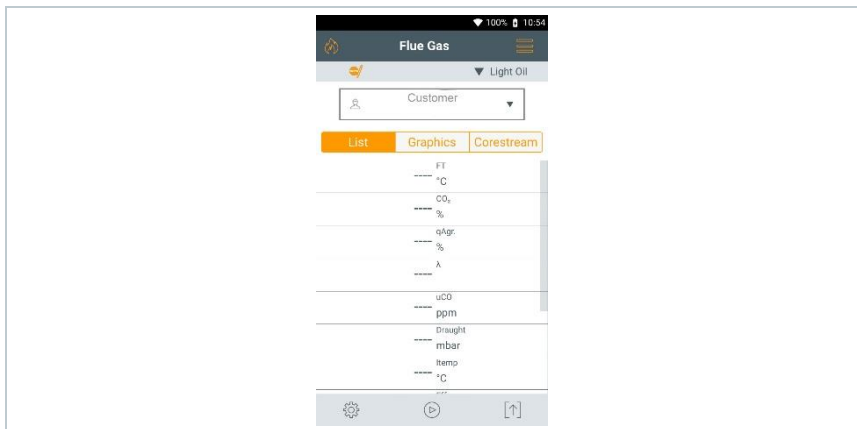 100% 10:54
Flue Gas
Light Oil
Customer
List Graphics Corestream
FT
---- °C
CO₂
---- %
qAgr.
---- %
λ
----
uCO
---- ppm
Draught
---- mbar
Itemp
---- °C